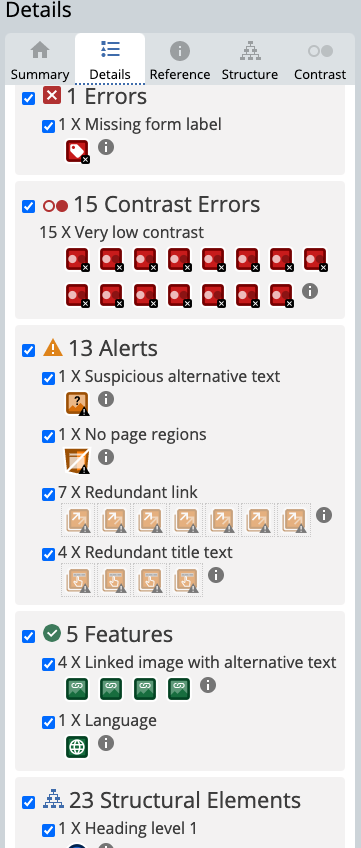 Details
Summary
Details
Reference
Structure
Contrast
1 Errors
1 X Missing form label
15 Contrast Errors
15 X Very low contrast
13 Alerts
1 X Suspicious alternative text
1 X No page regions
7 X Redundant link
4 X Redundant title text
5 Features
4 X Linked image with alternative text
1 X Language
23 Structural Elements
1 X Heading level 1